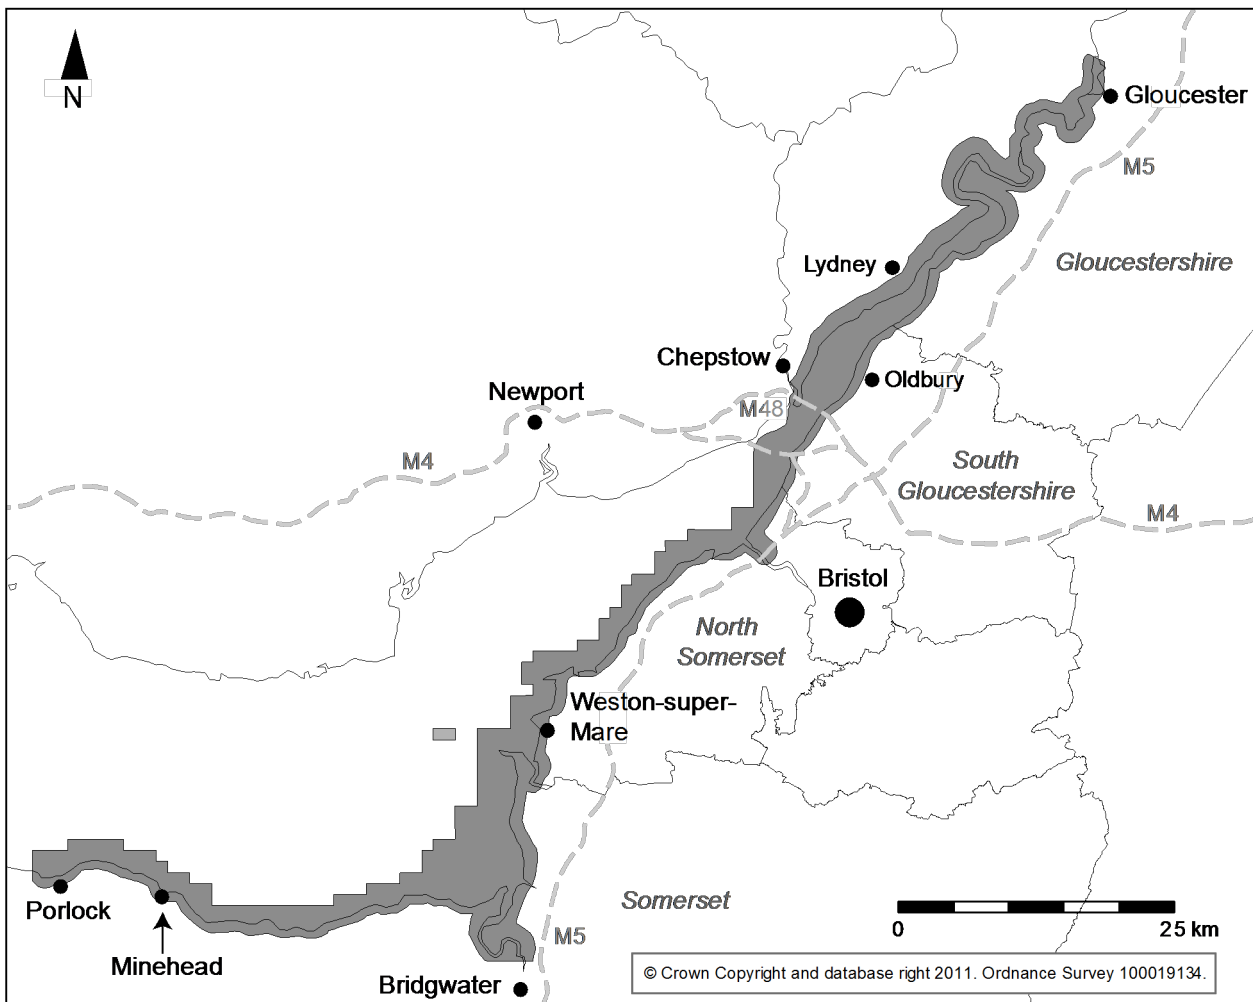 N
Gloucester
M5
Gloucestershire
Lydney
Chepstow
Oldbury
Newport
M48
M4
South
Gloucestershire
M4
Bristol
North
Somerset
Weston-super-
Mare
Somerset
Porlock
Minehead
M5
Bridgwater
0
25 km
© Crown Copyright and database right 2011. Ordnance Survey 100019134.